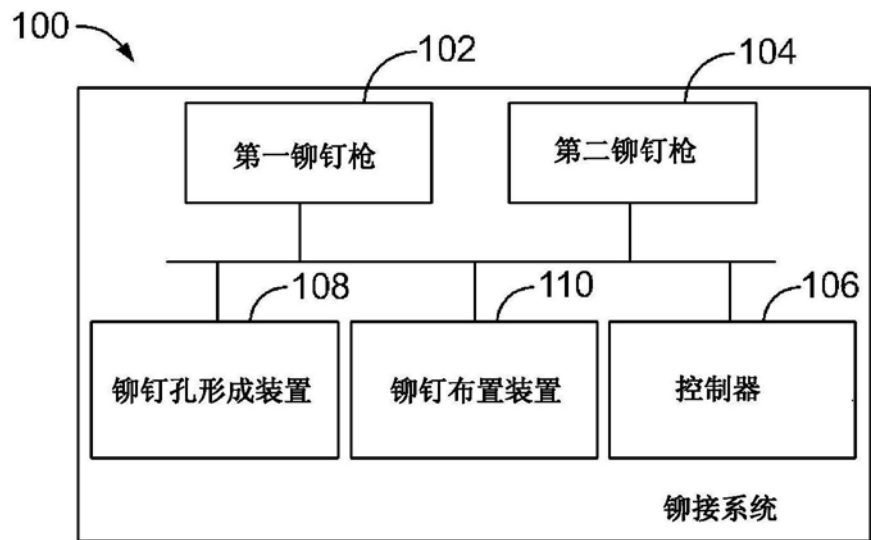 100
102
104
第一铆钉枪
第二铆钉枪
108
110
106
铆钉孔形成装置
铆钉布置装置
控制器
铆接系统